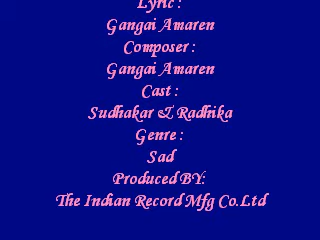 Lyric :
Gangai Amaren
Composer :
Gangai Amaren
Cast :
Sudhakar & Radhika
Genre :
Sad
Produced BY:
The Indian Record Mfg Co.Ltd